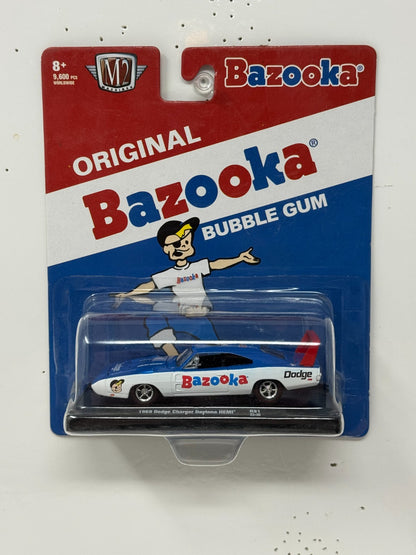 8+
9,600 PCS
WORLDWIDE
M2
MACHINES
Bazooka®
ORIGINAL
Bazooka®
BUBBLE GUM
Bazooka
Bazooka
Dodge
1969 Dodge Charger Daytona HEMI®